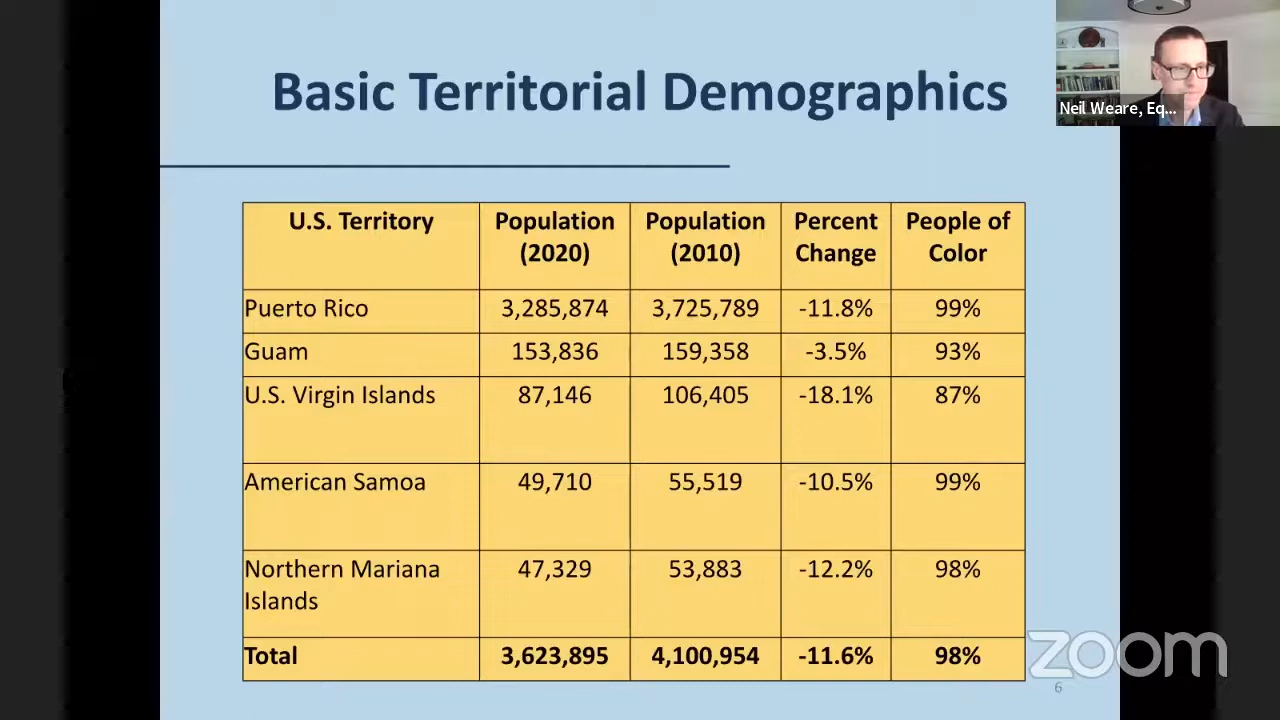 Basic Territorial Demographics
Neil Weare, Eq...
U.S. Territory Population (2020) Population (2010) Percent Change People of Color
Puerto Rico 3,285,874 3,725,789 -11.8% 99%
Guam 153,836 159,358 -3.5% 93%
U.S. Virgin Islands 87,146 106,405 -18.1% 87%
American Samoa 49,710 55,519 -10.5% 99%
Northern Mariana Islands 47,329 53,883 -12.2% 98%
Total 3,623,895 4,100,954 -11.6% 98%
zoom
6